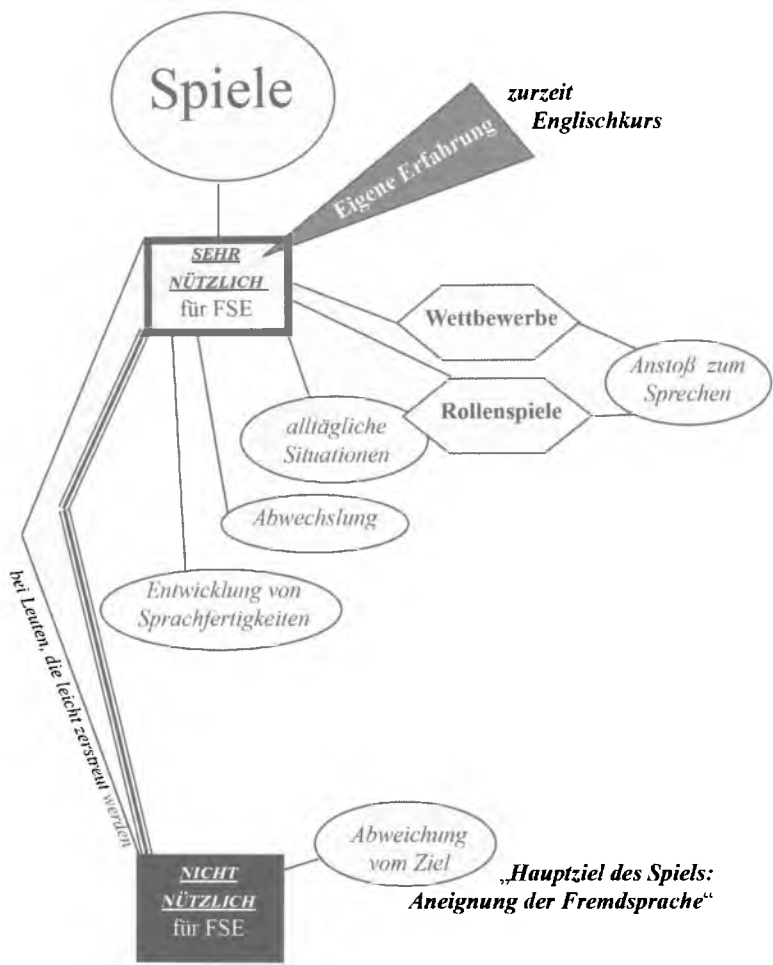 Spiele
zurzeit
Englischkurs
Eigene Erfahrung
SEHR
NÜTZLICH
für FSE
Wettbewerbe
Anstoß zum
Sprechen
Rollenspiele
alltägliche
Situationen
Abwechslung
Entwicklung von
Sprachfertigkeiten
bei Leuten, die leicht zerstreut werden
Abweichung
vom Ziel
NICHT
NÜTZLICH
für FSE
„Hauptziel des Spiels:
Aneignung der Fremdsprache“